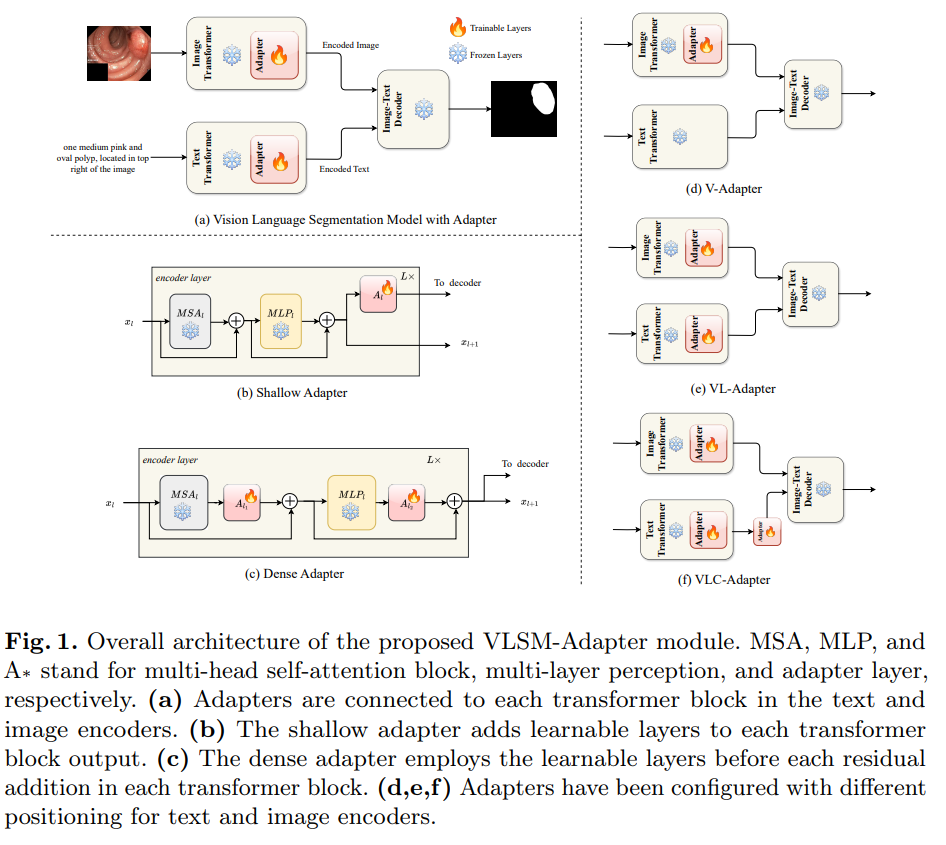 Image
Transformer
Adapter
Encoded Image
Trainable Layers
Frozen Layers
Image-Text
Decoder
one medium pink and
oval polyp, located in top
right of the image
Text
Transformer
Adapter
Encoded Text
(a) Vision Language Segmentation Model with Adapter
encoder layer
L×
x_l
MSA_l
MLP_l
A_l
To decoder
x_{l+1}
(b) Shallow Adapter
encoder layer
L×
x_l
MSA_l
A_{l_1}
MLP_l
A_{l_2}
To decoder
x_{l+1}
(c) Dense Adapter
Image
Transformer
Adapter
Text
Transformer
Image-Text
Decoder
(d) V-Adapter
Image
Transformer
Adapter
Text
Transformer
Adapter
Image-Text
Decoder
(e) VL-Adapter
Image
Transformer
Adapter
Text
Transformer
Adapter
Adapter
Image-Text
Decoder
(f) VLC-Adapter
Fig. 1. Overall architecture of the proposed VLSM-Adapter module. MSA, MLP, and
A∗ stand for multi-head self-attention block, multi-layer perception, and adapter layer,
respectively. (a) Adapters are connected to each transformer block in the text and
image encoders. (b) The shallow adapter adds learnable layers to each transformer
block output. (c) The dense adapter employs the learnable layers before each residual
addition in each transformer block. (d,e,f) Adapters have been configured with different
positioning for text and image encoders.